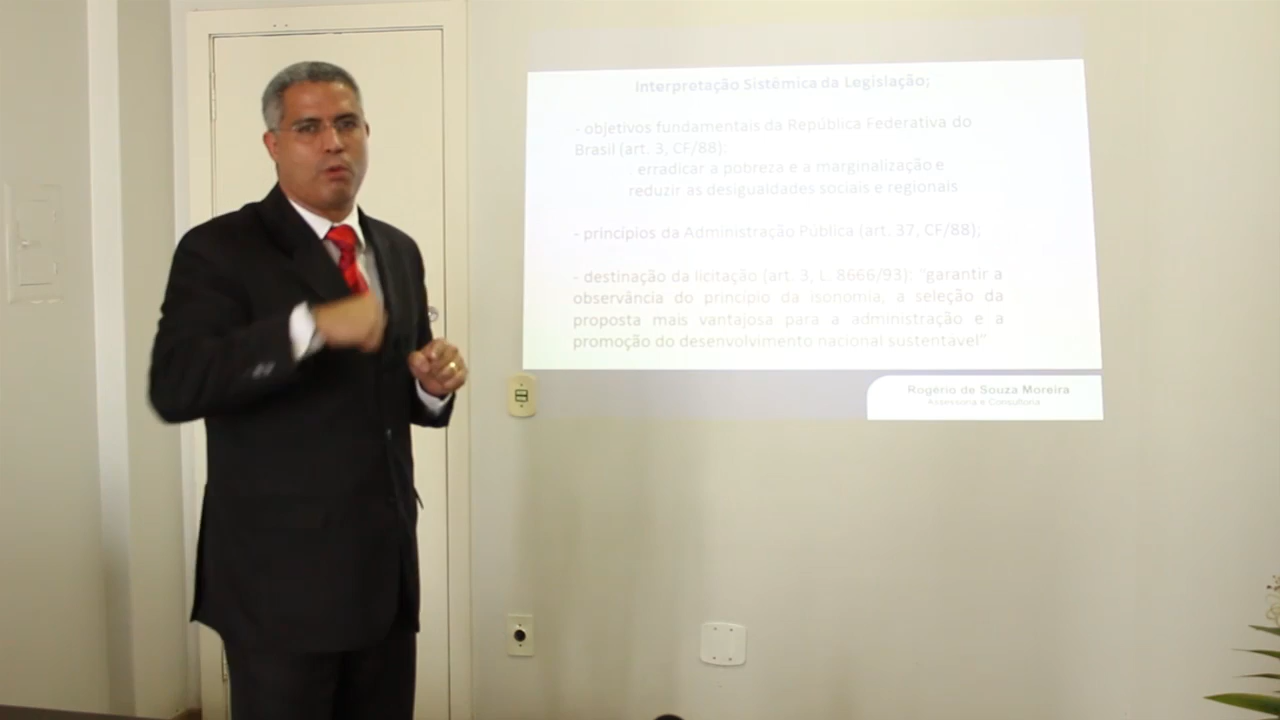 Interpretação Sistêmica da Legislação;
- objetivos fundamentais da República Federativa do
Brasil (art. 3, CF/88):
erradicar a pobreza e a marginalização e
reduzir as desigualdades sociais e regionais
- princípios da Administração Pública (art. 37, CF/88);
- destinação da licitação (art. 3, L. 8666/93): "garantir a
observância do princípio da isonomia, a seleção da
proposta mais vantajosa para a administração e a
promoção do desenvolvimento nacional sustentável"
Rogério de Souza Moreira
Assessoria e Consultoria